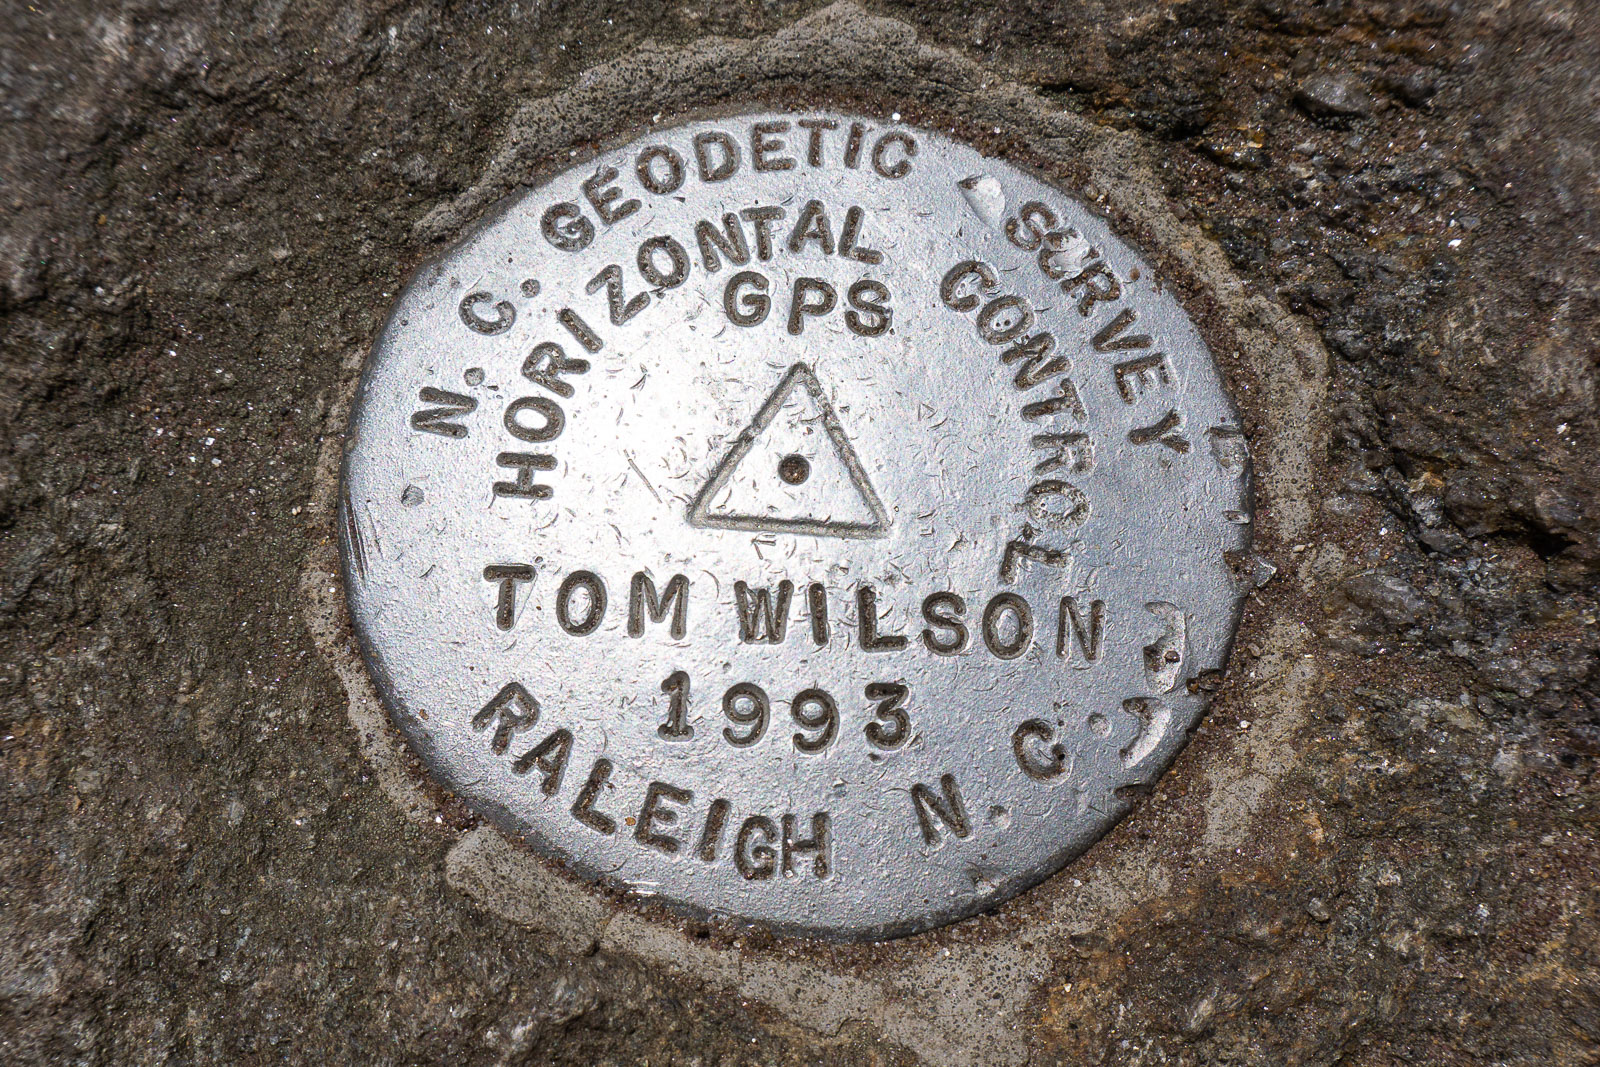 N. C. GEODETIC SURVEY
HORIZONTAL CONTROL
GPS
TOM WILSON
1993
RALEIGH N. C.